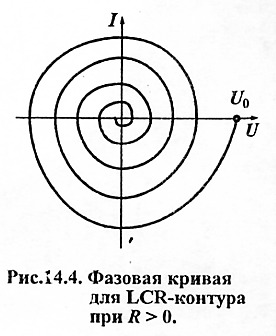 I
U₀
U
Рис.14.4. Фазовая кривая
для LCR-контура
при R > 0.